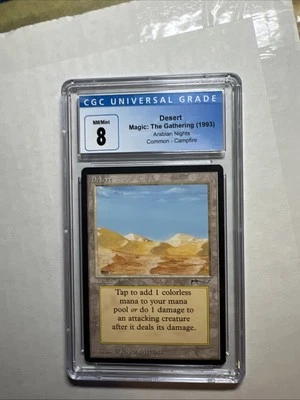 CGC UNIVERSAL GRADE
NM/Mint
8
Desert
Magic: The Gathering (1993)
Arabian Nights
Common - Campfire
Desert
Tap to add 1 colorless
mana to your mana
pool or do 1 damage to
an attacking creature
after it deals its damage.